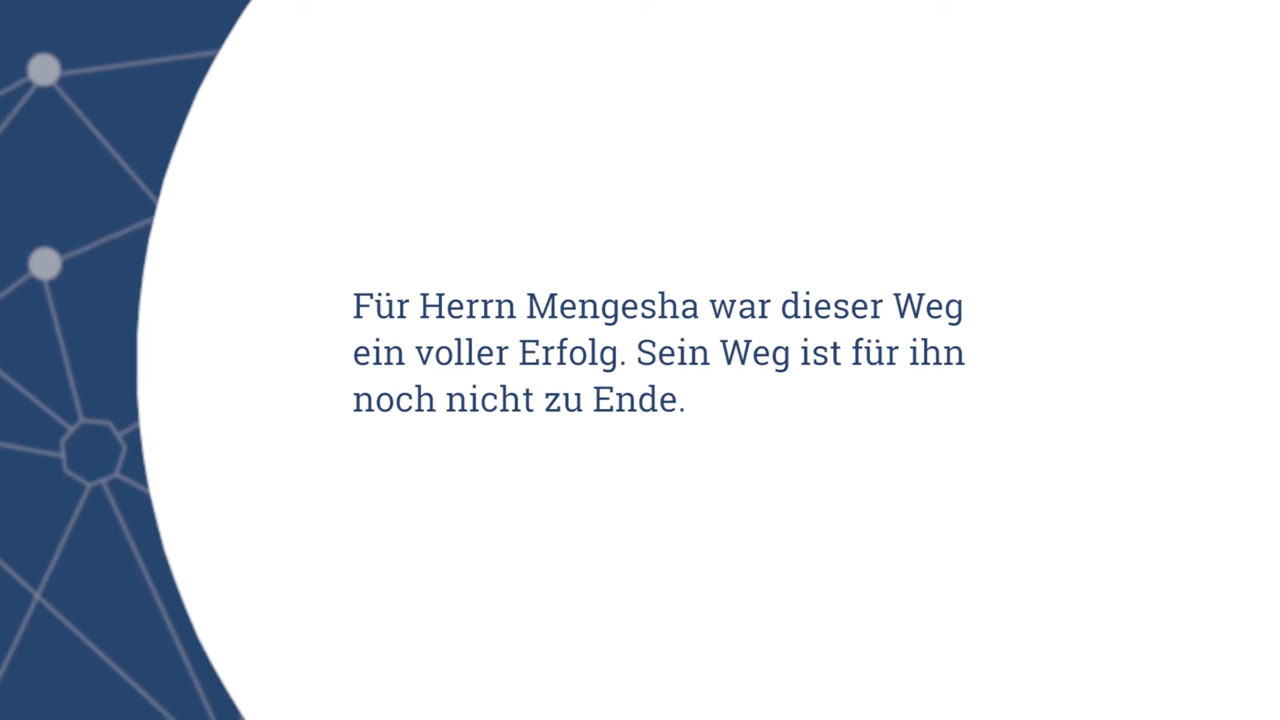 Für Herrn Mengesha war dieser Weg
ein voller Erfolg. Sein Weg ist für ihn
noch nicht zu Ende.